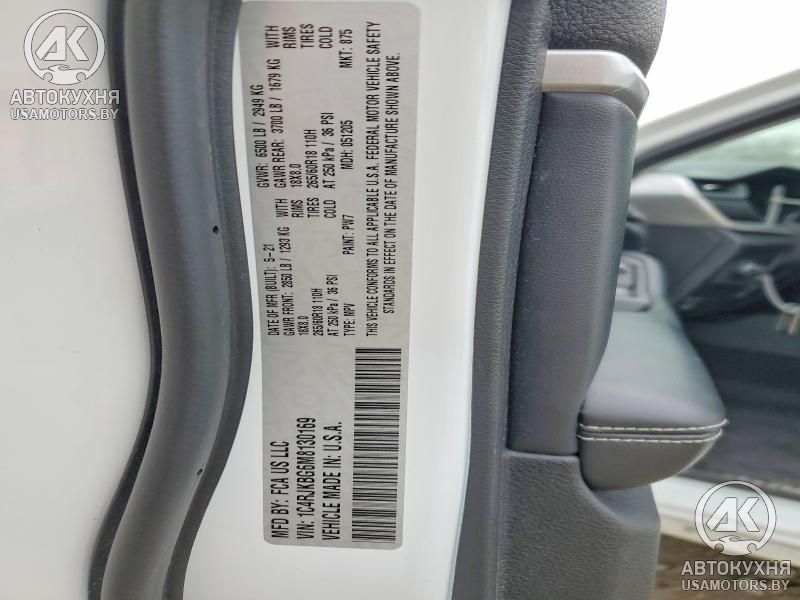 MFD BY: FCA US LLC
VIN: 1C4RJKBG6M8130169
VEHICLE MADE IN: U.S.A.
DATE OF MFR (BUILT): 5-21
GAWR FRONT: 2850 LB / 1293 KG WITH
18X8.0 RIMS
265/60R18 110H TIRES
AT 250 kPa / 36 PSI COLD
TYPE: MPV PAINT: PW7
GVWR: 6500 LB / 2949 KG
GAWR REAR: 3700 LB / 1679 KG WITH
18X8.0 RIMS
265/60R18 110H TIRES
AT 250 kPa / 36 PSI COLD
MDH: 051205 MKT: 875
THIS VEHICLE CONFORMS TO ALL APPLICABLE U.S.A. FEDERAL MOTOR VEHICLE SAFETY
STANDARDS IN EFFECT ON THE DATE OF MANUFACTURE SHOWN ABOVE.
АК
АВТОКУХНЯ
USAMOTORS.BY
АК
АВТОКУХНЯ
USAMOTORS.BY